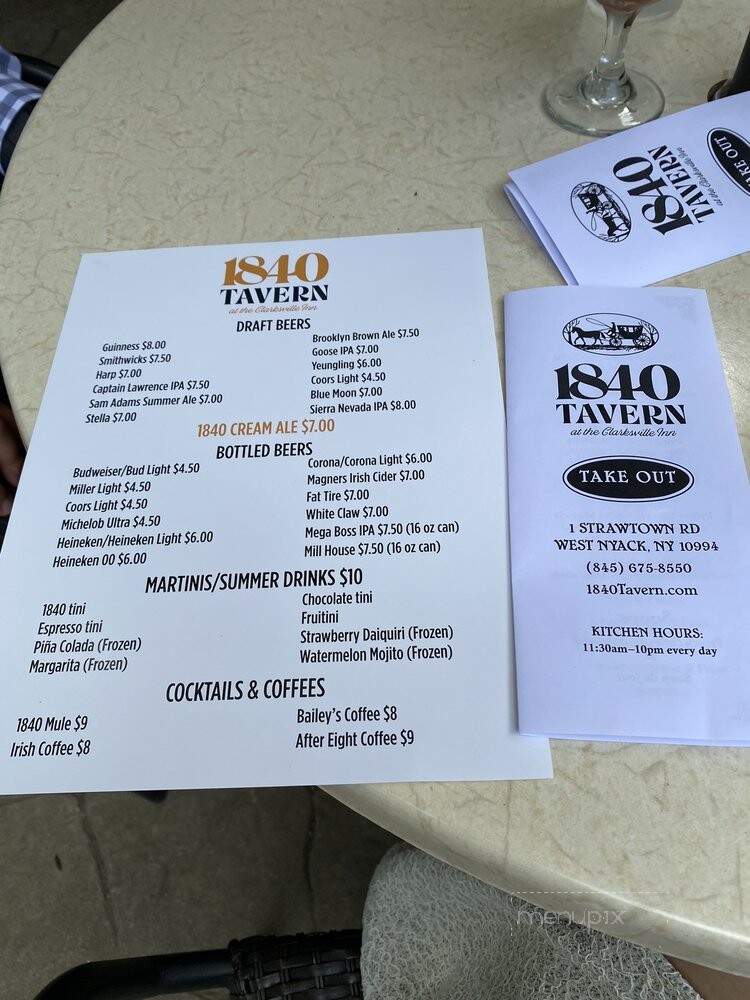 1840
TAVERN
at the Clarksville Inn
DRAFT BEERS
Guinness $8.00
Smithwicks $7.50
Harp $7.00
Captain Lawrence IPA $7.50
Sam Adams Summer Ale $7.00
Stella $7.00
Brooklyn Brown Ale $7.50
Goose IPA $7.00
Yeungling $6.00
Coors Light $4.50
Blue Moon $7.00
Sierra Nevada IPA $8.00
1840 CREAM ALE $7.00
BOTTLED BEERS
Budweiser/Bud Light $4.50
Miller Light $4.50
Coors Light $4.50
Michelob Ultra $4.50
Heineken/Heineken Light $6.00
Heineken 00 $6.00
Corona/Corona Light $6.00
Magners Irish Cider $7.00
Fat Tire $7.00
White Claw $7.00
Mega Boss IPA $7.50 (16 oz can)
Mill House $7.50 (16 oz can)
MARTINIS/SUMMER DRINKS $10
1840 tini
Espresso tini
Piña Colada (Frozen)
Margarita (Frozen)
Chocolate tini
Fruitini
Strawberry Daiquiri (Frozen)
Watermelon Mojito (Frozen)
COCKTAILS & COFFEES
1840 Mule $9
Irish Coffee $8
Bailey's Coffee $8
After Eight Coffee $9
1840
TAVERN
at the Clarksville Inn
TAKE OUT
1 STRAWTOWN RD
WEST NYACK, NY 10994
(845) 675-8550
1840Tavern.com
KITCHEN HOURS:
11:30am–10pm every day
1840
TAVERN
at the Clarksville Inn
TAKE OUT
menupix